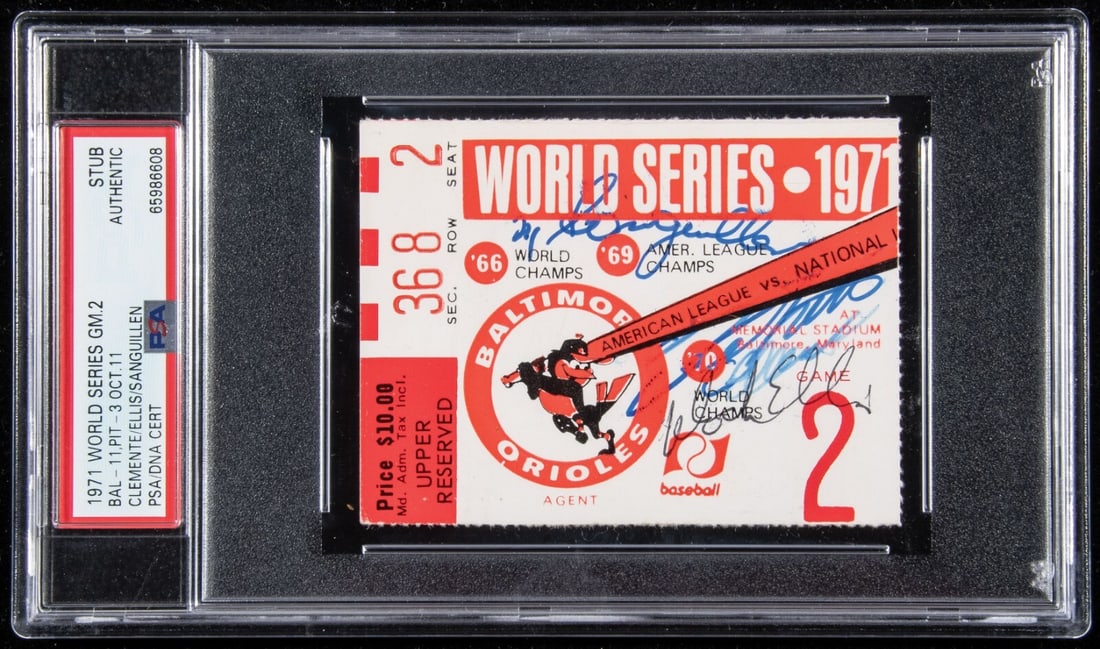 1971 WORLD SERIES GM.2
BAL-11,PIT-3 OCT.11
CLEMENTE/ELLIS/SANGUILLEN
PSA/DNA CERT
STUB
AUTHENTIC
65986608
PSA
368 2
SEC. ROW SEAT
Price $10.00
Md. Adm. Tax Incl.
UPPER
RESERVED
WORLD SERIES • 1971
'66 WORLD CHAMPS
'69 AMER. LEAGUE CHAMPS
AMERICAN LEAGUE VS. NATIONAL
BALTIMORE
ORIOLES
AGENT
'70 WORLD CHAMPS
AT
MEMORIAL STADIUM
Baltimore, Maryland
GAME
2
baseball